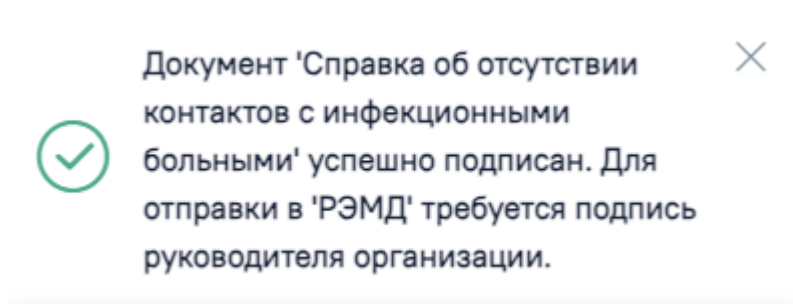 Документ 'Справка об отсутствии
контактов с инфекционными
больными' успешно подписан. Для
отправки в 'РЭМД' требуется подпись
руководителя организации.